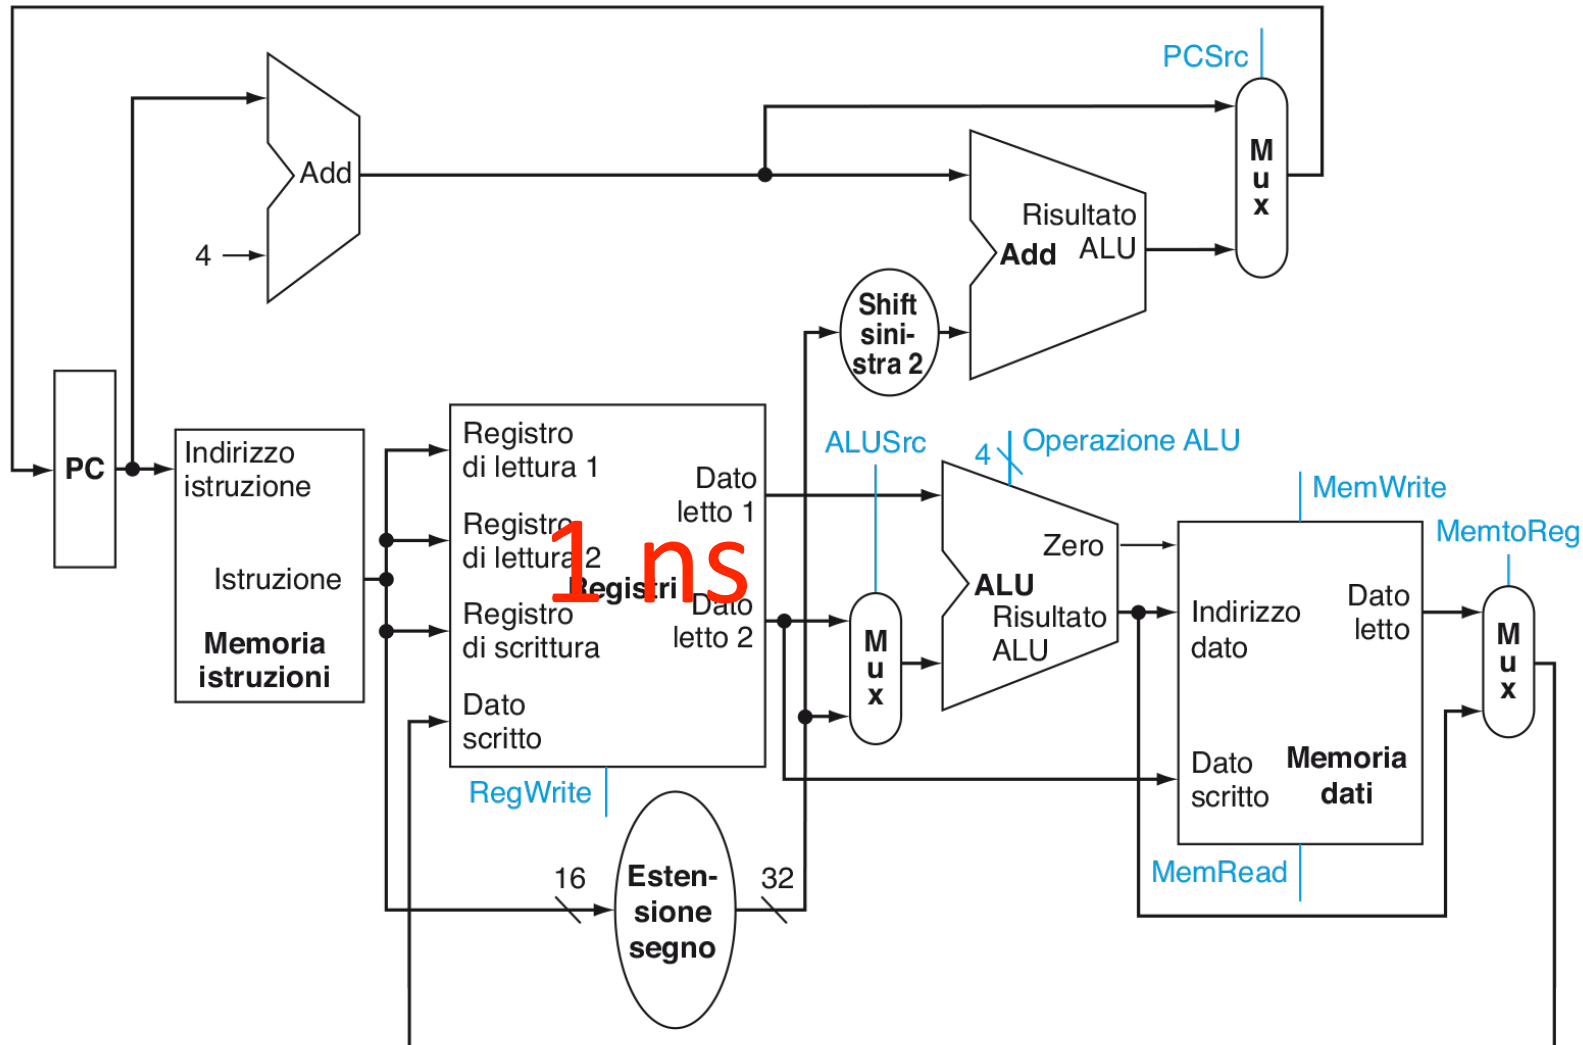 PCSrc
Add
4
Mux
Risultato
ALU
Add
Shift
sini-
stra 2
PC
Indirizzo
istruzione
Istruzione
Memoria
istruzioni
Registro
di lettura 1
Registro
di lettura 2
Registro
di scrittura
Dato
scritto
Dato
letto 1
Registri
1 ns
Dato
letto 2
RegWrite
16
Esten-
sione
segno
32
ALUSrc
Mux
4
Operazione ALU
Zero
ALU
Risultato
ALU
MemWrite
MemtoReg
Indirizzo
dato
Dato
letto
Dato
scritto
Memoria
dati
MemRead
Mux